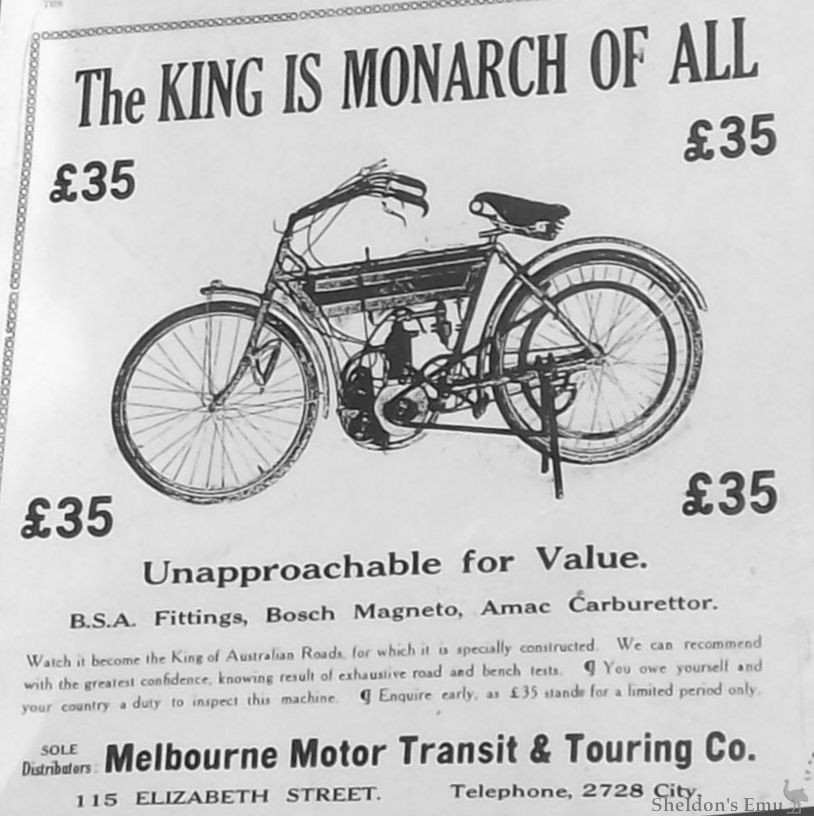 768
The KING IS MONARCH OF ALL
£35
£35
£35
£35
Unapproachable for Value.
B.S.A. Fittings, Bosch Magneto, Amac Carburettor.
Watch it become the King of Australian Roads, for which it is specially constructed. We can recommend
with the greatest confidence, knowing result of exhaustive road and bench tests. ¶ You owe yourself and
your country a duty to inspect this machine. ¶ Enquire early, as £35 stands for a limited period only.
SOLE
Distributors: Melbourne Motor Transit & Touring Co.
115 ELIZABETH STREET. Telephone, 2728 City.
Sheldon's Emu